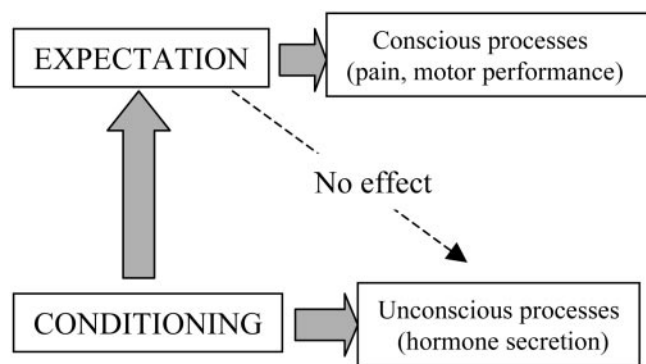 EXPECTATION
Conscious processes
(pain, motor performance)
No effect
CONDITIONING
Unconscious processes
(hormone secretion)